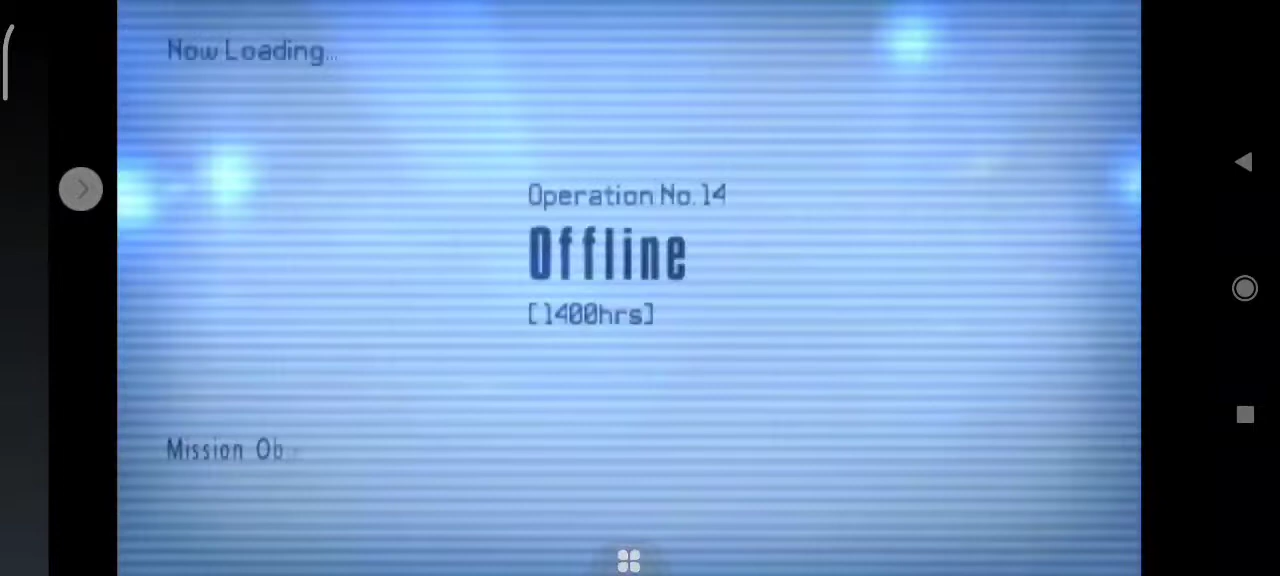 Now Loading...
Operation No. 14
Offline
[1400hrs]
Mission Ob